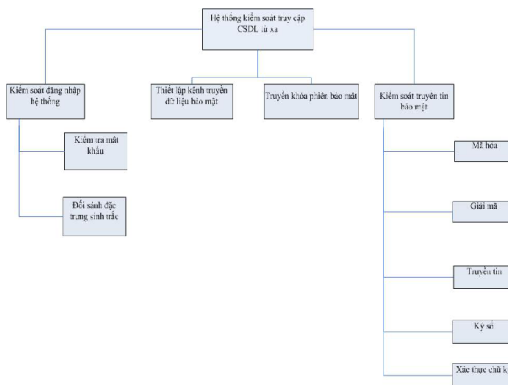 Hệ thống kiểm soát truy cập
CSDL từ xa
Kiểm soát đăng nhập
hệ thống
Thiết lập kênh truyền
dữ liệu bảo mật
Truyền khóa phiên bảo mật
Kiểm soát truyền tin
bảo mật
Kiểm tra mật
khẩu
Mã hóa
Đối sánh đặc
trưng sinh trắc
Giải mã
Truyền tin
Ký số
Xác thực chữ k